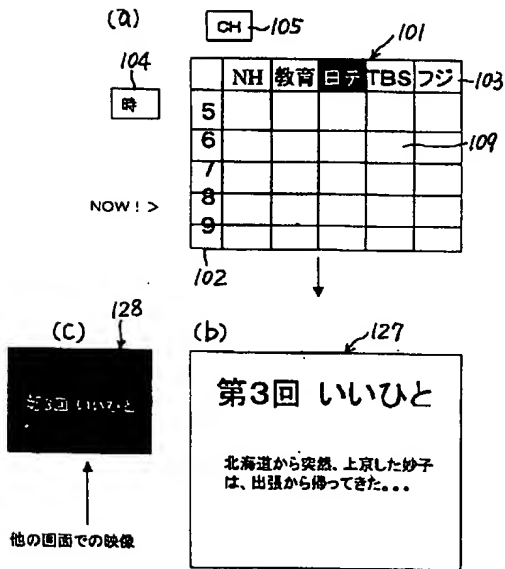 (a)
CH 105
101
104
時
NH 教育 日テ TBS フジ 103
5
6 109
7
8
NOW! >
9
102
128
(c)
(b)
127
第3回 いいひと
第3回 いいひと
北海道から突然、上京した妙子
は、出張から帰ってきた...
他の画面での映像